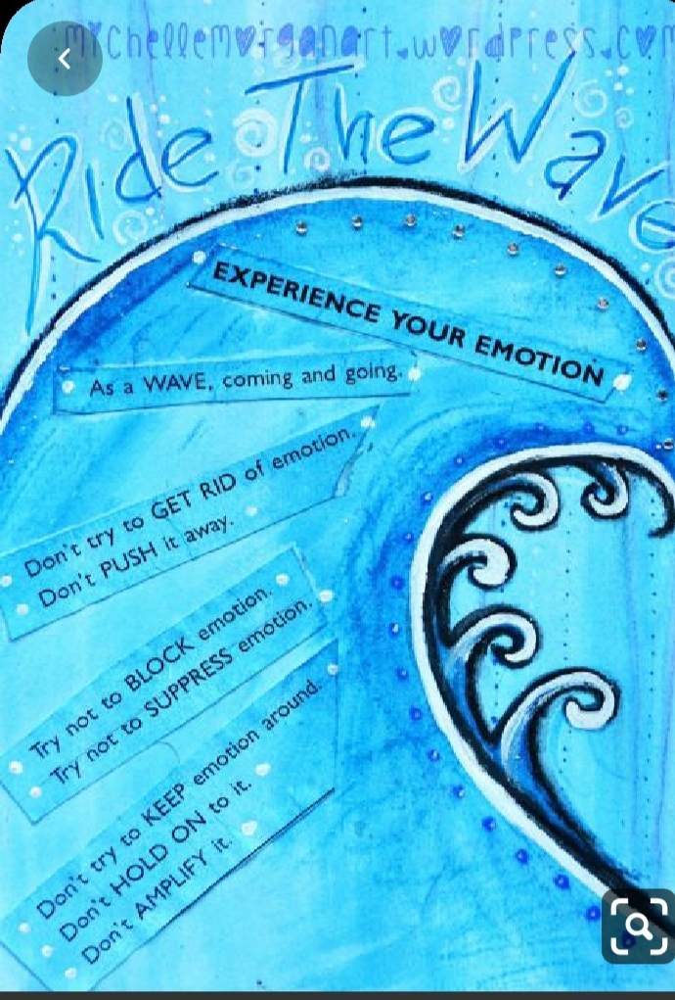 michellemorganart.wordpress.com
Ride The Wave
EXPERIENCE YOUR EMOTION
As a WAVE, coming and going.
Don't try to GET RID of emotion.
Don't PUSH it away.
Try not to BLOCK emotion.
Try not to SUPPRESS emotion.
Don't try to KEEP emotion around.
Don't HOLD ON to it.
Don't AMPLIFY it.